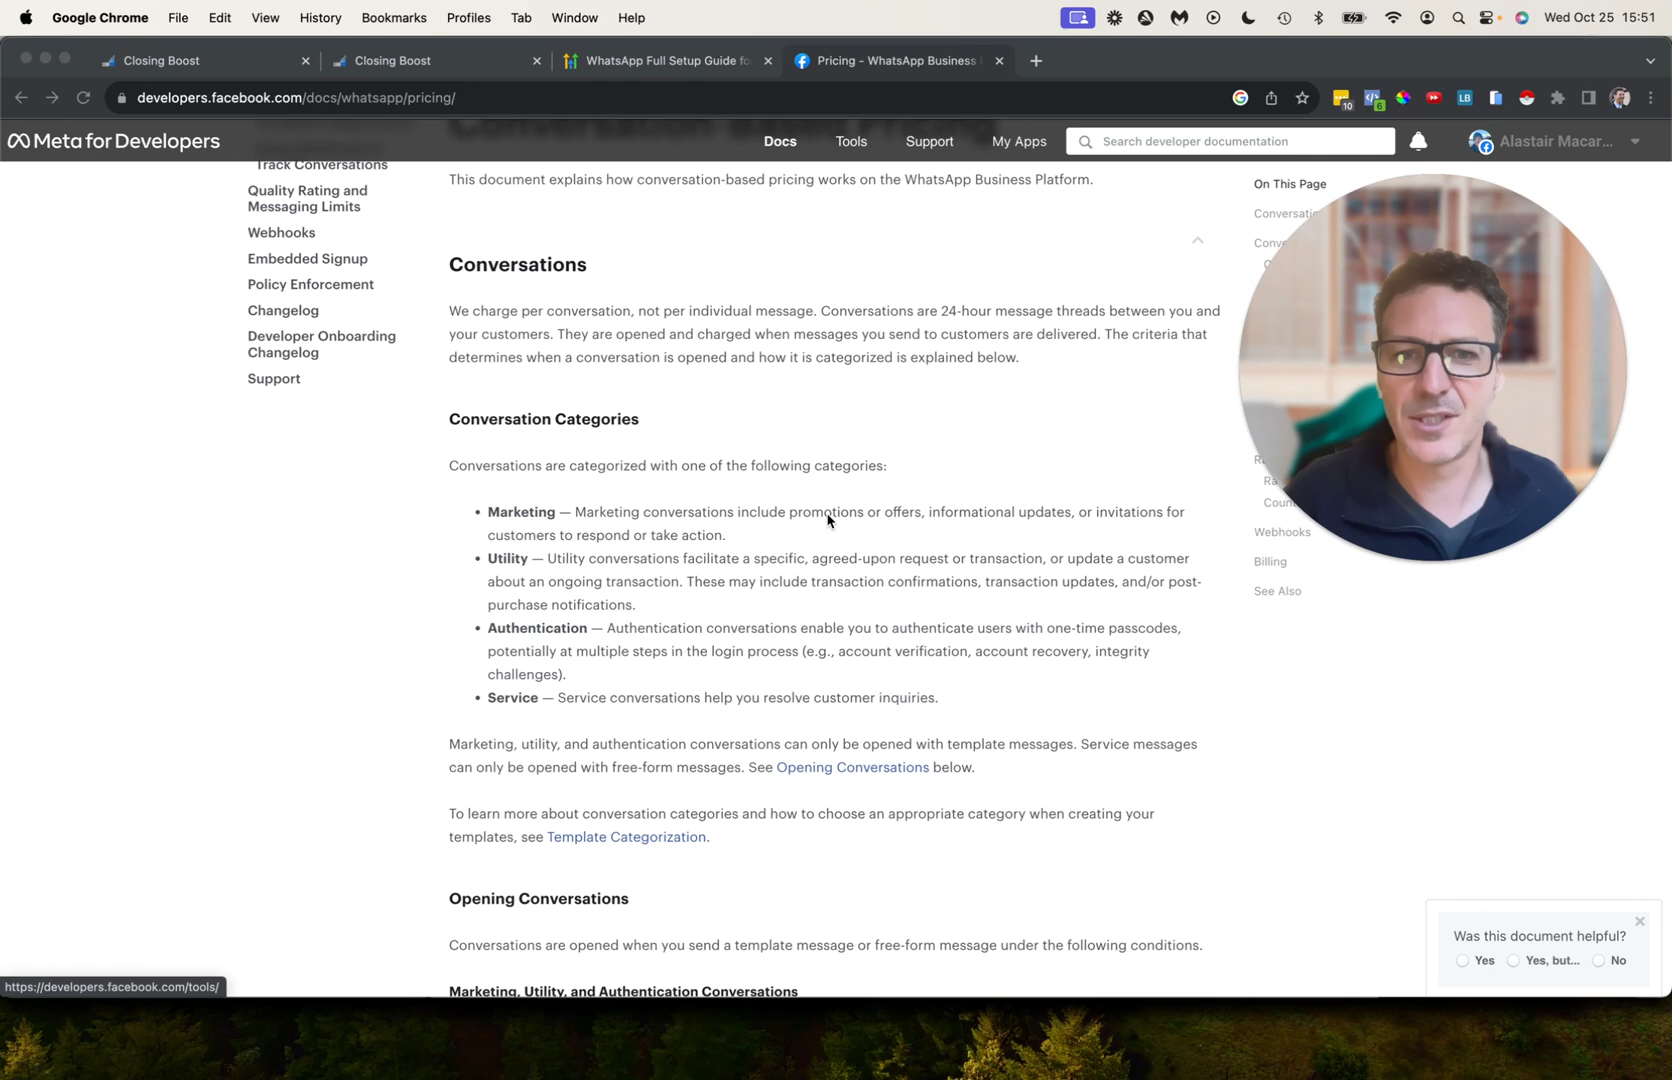 Google Chrome File Edit View History Bookmarks Profiles Tab Window Help Wed Oct 25 15:51
Closing Boost Closing Boost WhatsApp Full Setup Guide fo Pricing - WhatsApp Business
developers.facebook.com/docs/whatsapp/pricing/ 10 6 LB
Meta for Developers Docs Tools Support My Apps Search developer documentation Alastair Macar...
Track Conversations
Quality Rating and
Messaging Limits
Webhooks
Embedded Signup
Policy Enforcement
Changelog
Developer Onboarding
Changelog
Support
Conversation-Based Pricing
This document explains how conversation-based pricing works on the WhatsApp Business Platform.
Conversations
We charge per conversation, not per individual message. Conversations are 24-hour message threads between you and
your customers. They are opened and charged when messages you send to customers are delivered. The criteria that
determines when a conversation is opened and how it is categorized is explained below.
Conversation Categories
Conversations are categorized with one of the following categories:
• Marketing — Marketing conversations include promotions or offers, informational updates, or invitations for
customers to respond or take action.
• Utility — Utility conversations facilitate a specific, agreed-upon request or transaction, or update a customer
about an ongoing transaction. These may include transaction confirmations, transaction updates, and/or post-
purchase notifications.
• Authentication — Authentication conversations enable you to authenticate users with one-time passcodes,
potentially at multiple steps in the login process (e.g., account verification, account recovery, integrity
challenges).
• Service — Service conversations help you resolve customer inquiries.
Marketing, utility, and authentication conversations can only be opened with template messages. Service messages
can only be opened with free-form messages. See Opening Conversations below.
To learn more about conversation categories and how to choose an appropriate category when creating your
templates, see Template Categorization.
Opening Conversations
Conversations are opened when you send a template message or free-form message under the following conditions.
Marketing, Utility, and Authentication Conversations
On This Page
Conversatio
Conve
C
R
Ra
Coun
Webhooks
Billing
See Also
Was this document helpful?
Yes Yes, but... No
https://developers.facebook.com/tools/